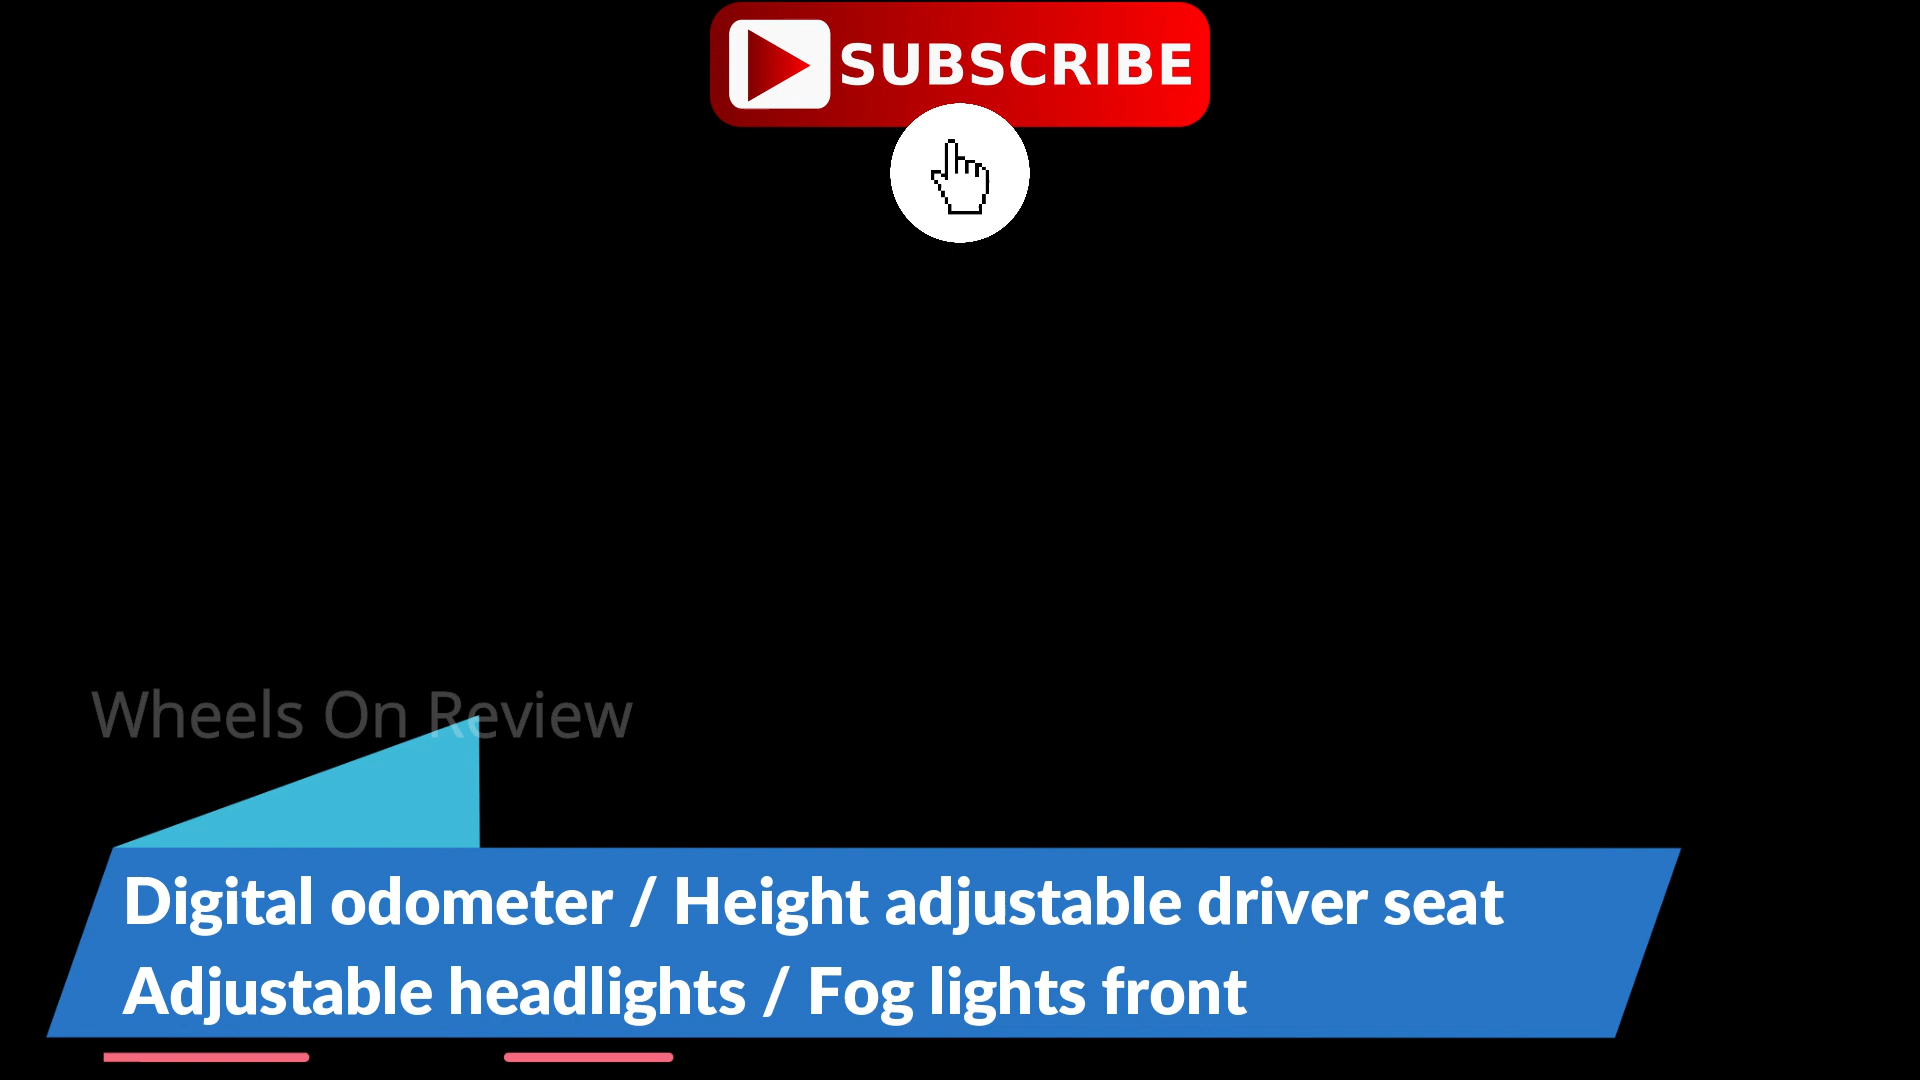 SUBSCRIBE
Wheels On Review
Digital odometer / Height adjustable driver seat
Adjustable headlights / Fog lights front